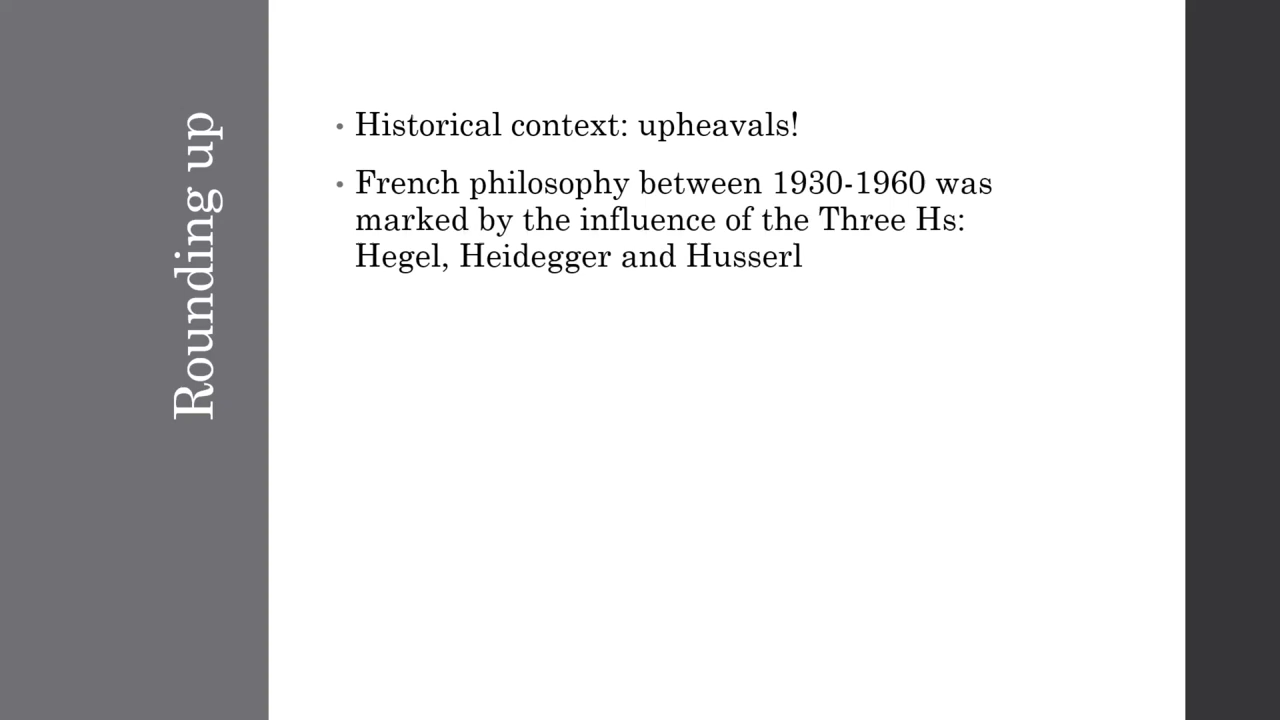 Rounding up
• Historical context: upheavals!
• French philosophy between 1930-1960 was
marked by the influence of the Three Hs:
Hegel, Heidegger and Husserl